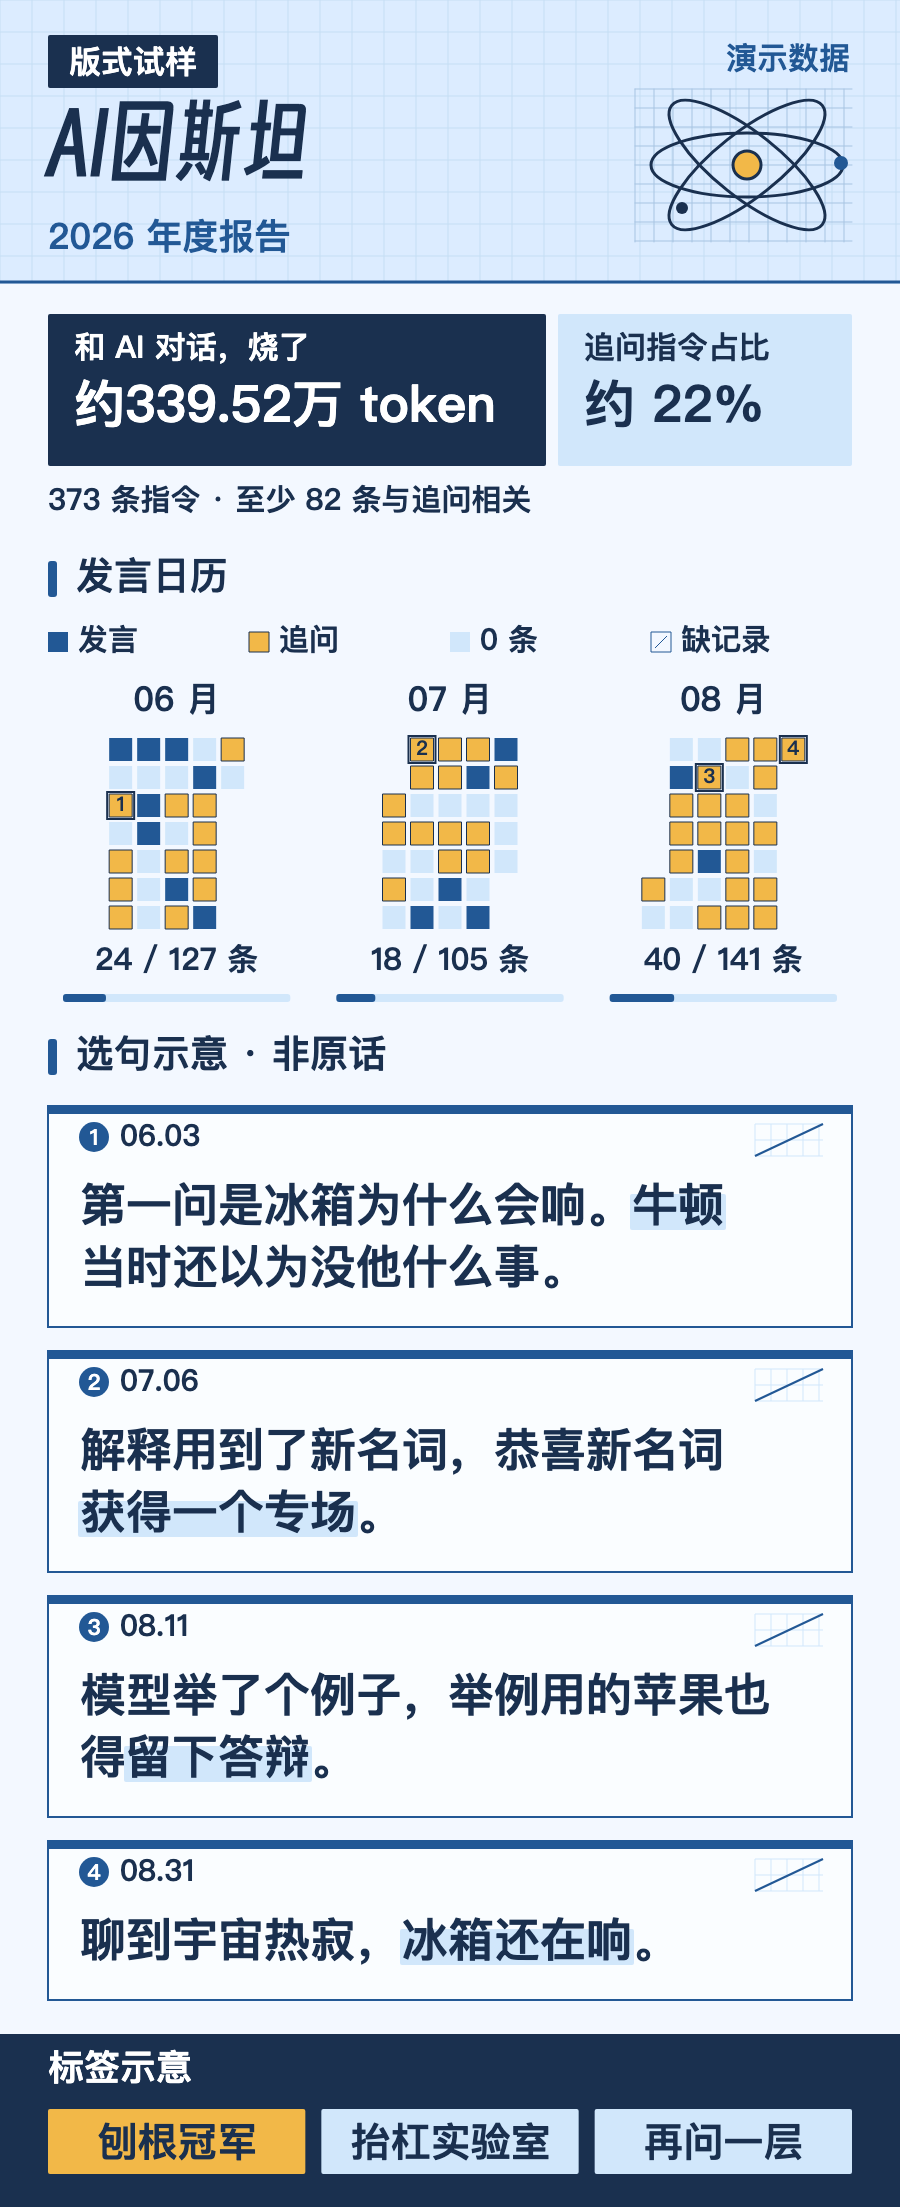 版式试样
演示数据
AI因斯坦
2026 年度报告
和 AI 对话，烧了
约339.52万 token
追问指令占比
约 22%
373 条指令 · 至少 82 条与追问相关
发言日历
发言
追问
0 条
缺记录
06 月
07 月
08 月
2
4
3
1
24 / 127 条
18 / 105 条
40 / 141 条
选句示意 · 非原话
1 06.03
第一问是冰箱为什么会响。牛顿
当时还以为没他什么事。
2 07.06
解释用到了新名词，恭喜新名词
获得一个专场。
3 08.11
模型举了个例子，举例用的苹果也
得留下答辩。
4 08.31
聊到宇宙热寂，冰箱还在响。
标签示意
刨根冠军
抬杠实验室
再问一层